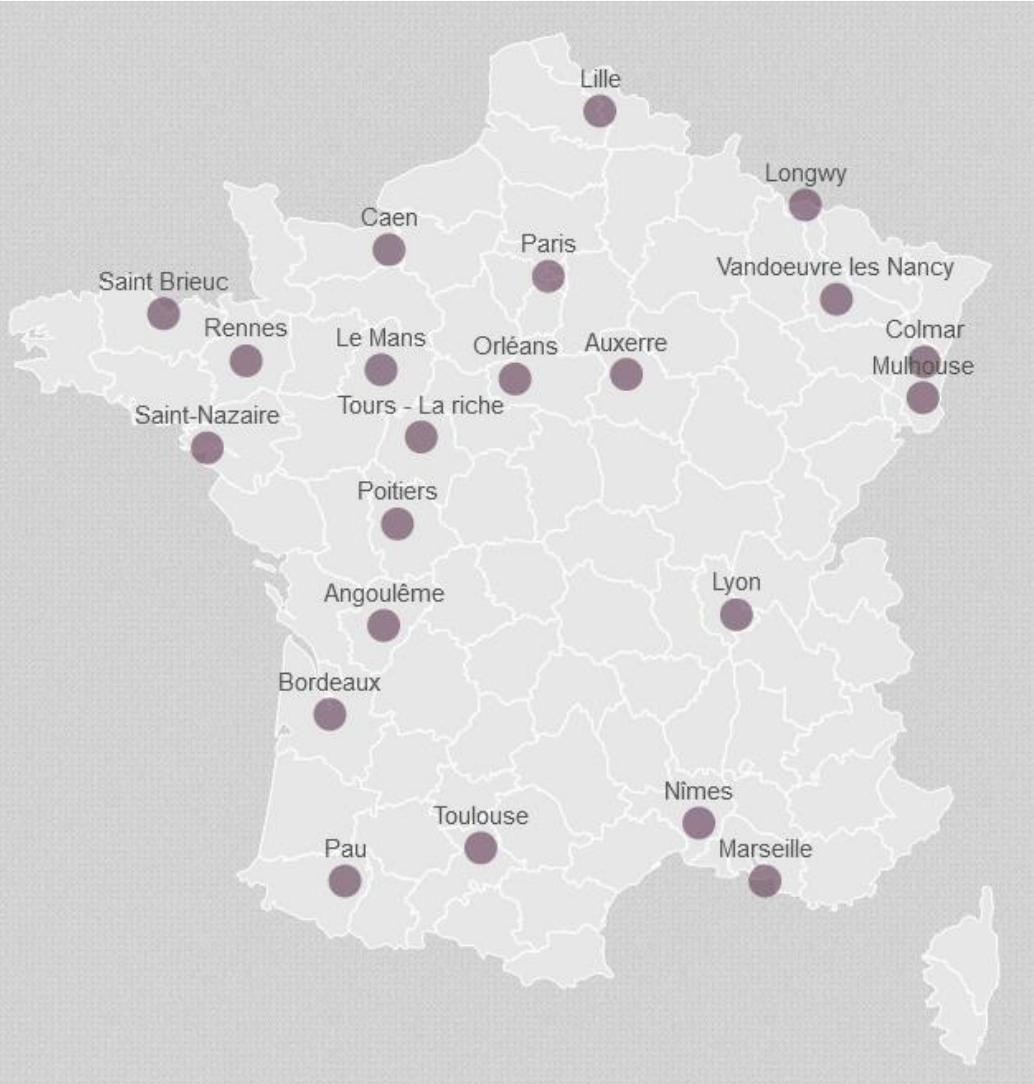 Lille
Longwy
Caen
Paris
Vandoeuvre les Nancy
Saint Brieuc
Rennes
Le Mans
Orléans
Auxerre
Colmar
Mulhouse
Tours - La riche
Saint-Nazaire
Poitiers
Lyon
Angoulême
Bordeaux
Nîmes
Toulouse
Pau
Marseille